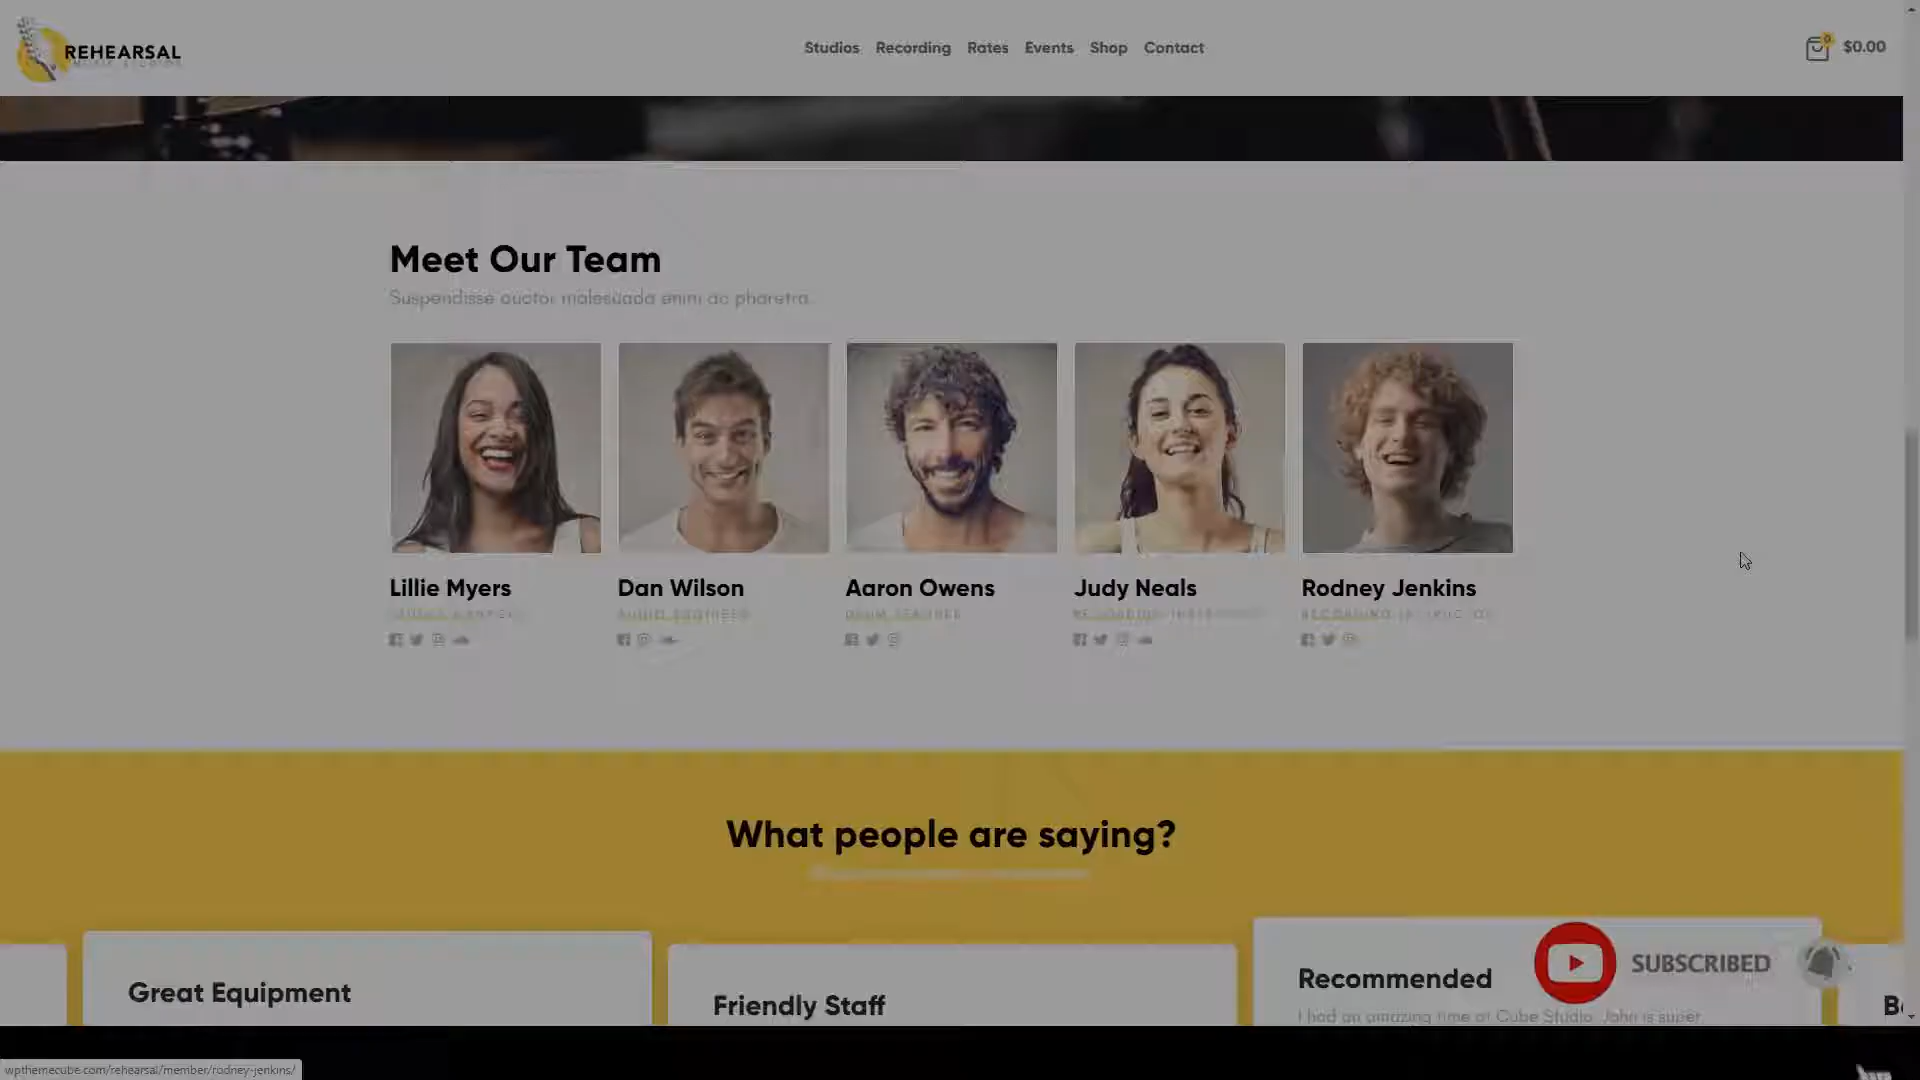 REHEARSAL
Studios Recording Rates Events Shop Contact
0 $0.00
Meet Our Team
Suspendisse auctor malesuada enim ac pharetra.
Lillie Myers
Dan Wilson
Aaron Owens
Judy Neals
Rodney Jenkins
AUDIO ENGINEER
DRUM TEACHER
What people are saying?
Great Equipment
Friendly Staff
Recommended
I had an amazing time at Cube Studio. John is super
SUBSCRIBED
wpthemecube.com/rehearsal/member/rodney-jenkins/